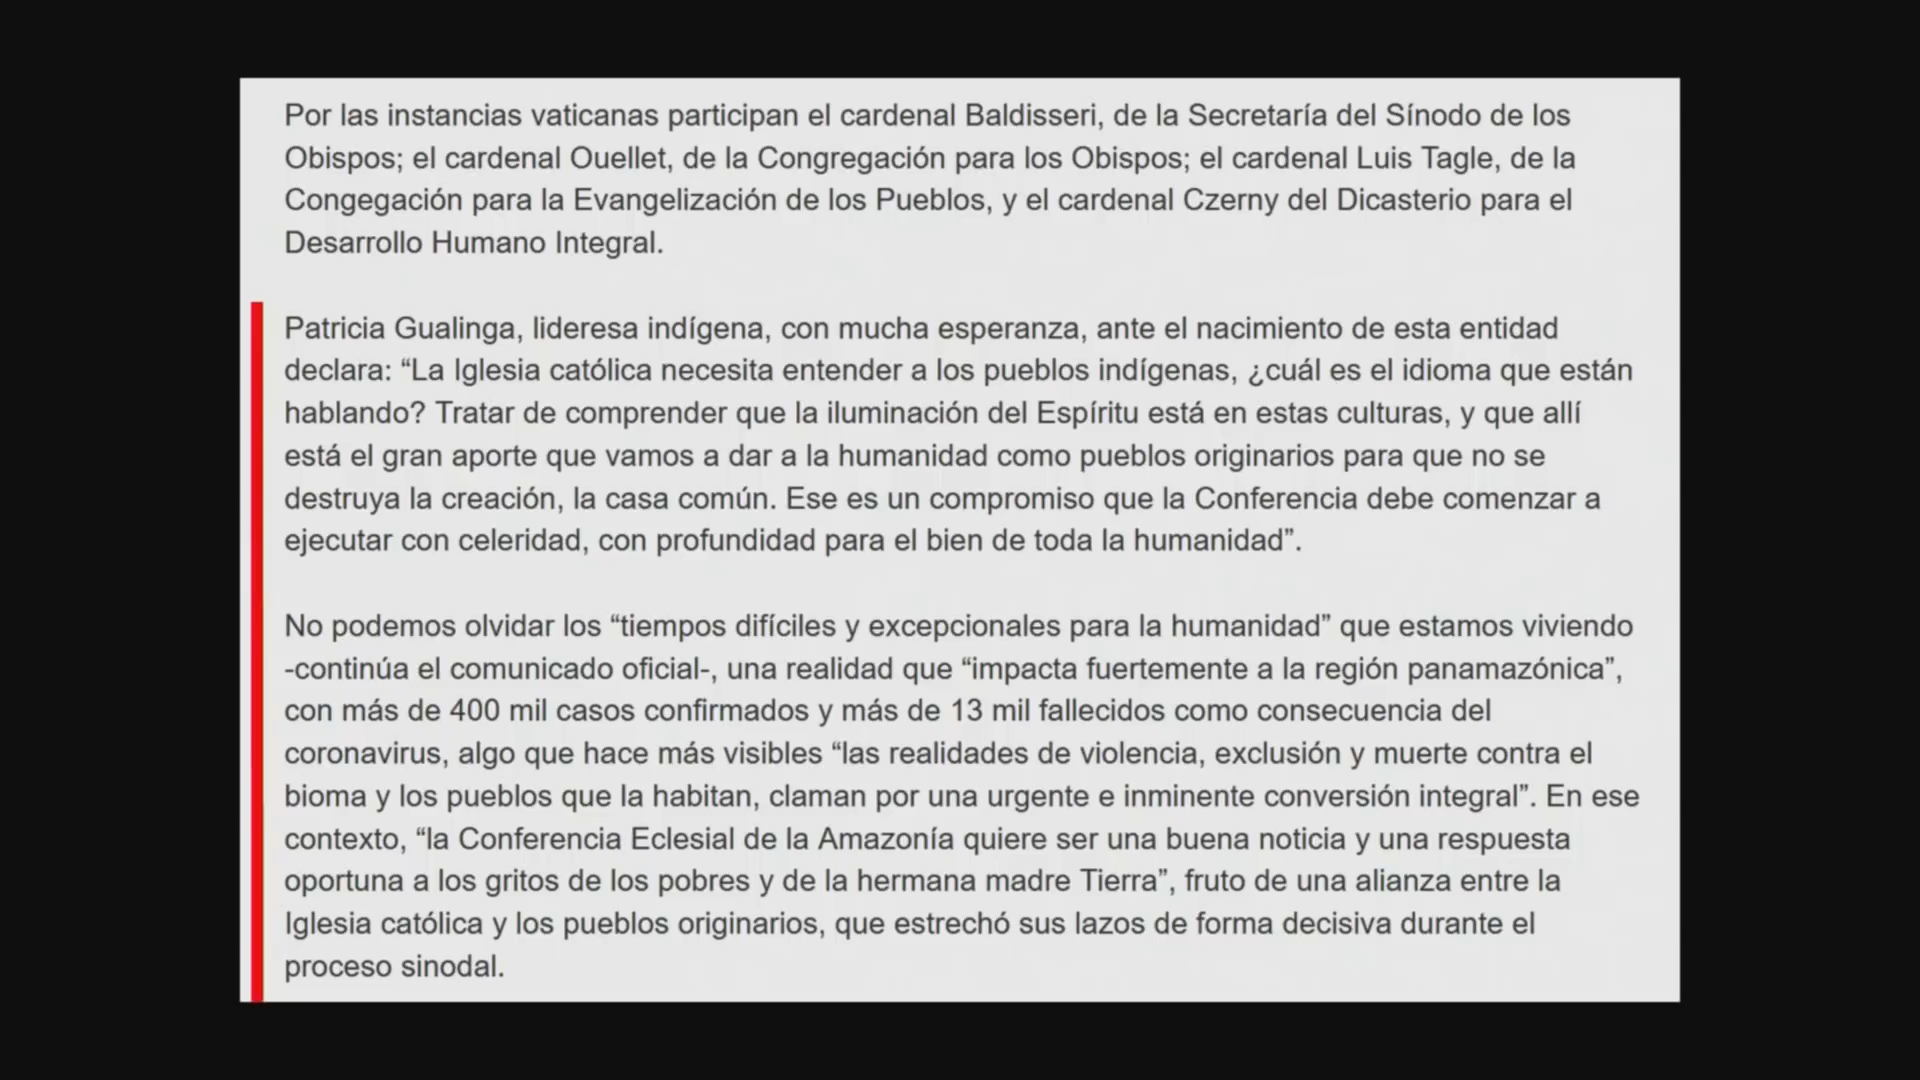 Por las instancias vaticanas participan el cardenal Baldisseri, de la Secretaría del Sínodo de los
Obispos; el cardenal Ouellet, de la Congregación para los Obispos; el cardenal Luis Tagle, de la
Congegación para la Evangelización de los Pueblos, y el cardenal Czerny del Dicasterio para el
Desarrollo Humano Integral.
Patricia Gualinga, lideresa indígena, con mucha esperanza, ante el nacimiento de esta entidad
declara: “La Iglesia católica necesita entender a los pueblos indígenas, ¿cuál es el idioma que están
hablando? Tratar de comprender que la iluminación del Espíritu está en estas culturas, y que allí
está el gran aporte que vamos a dar a la humanidad como pueblos originarios para que no se
destruya la creación, la casa común. Ese es un compromiso que la Conferencia debe comenzar a
ejecutar con celeridad, con profundidad para el bien de toda la humanidad”.
No podemos olvidar los “tiempos difíciles y excepcionales para la humanidad” que estamos viviendo
-continúa el comunicado oficial-, una realidad que “impacta fuertemente a la región panamazónica”,
con más de 400 mil casos confirmados y más de 13 mil fallecidos como consecuencia del
coronavirus, algo que hace más visibles “las realidades de violencia, exclusión y muerte contra el
bioma y los pueblos que la habitan, claman por una urgente e inminente conversión integral”. En ese
contexto, “la Conferencia Eclesial de la Amazonía quiere ser una buena noticia y una respuesta
oportuna a los gritos de los pobres y de la hermana madre Tierra”, fruto de una alianza entre la
Iglesia católica y los pueblos originarios, que estrechó sus lazos de forma decisiva durante el
proceso sinodal.